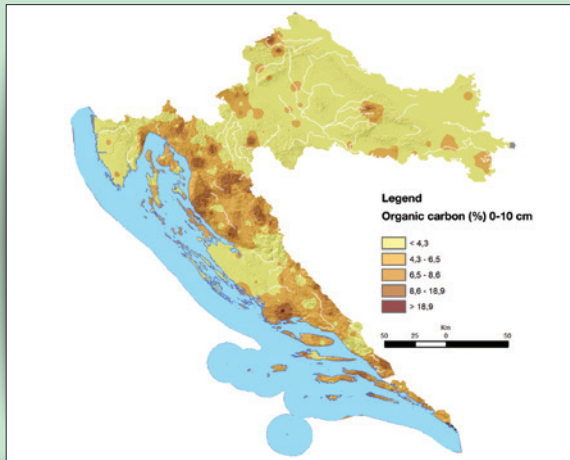 Legend
Organic carbon (%) 0-10 cm
< 4,3
4,3 - 6,5
6,5 - 8,6
8,6 - 18,9
> 18,9
Km
50 25 0 50